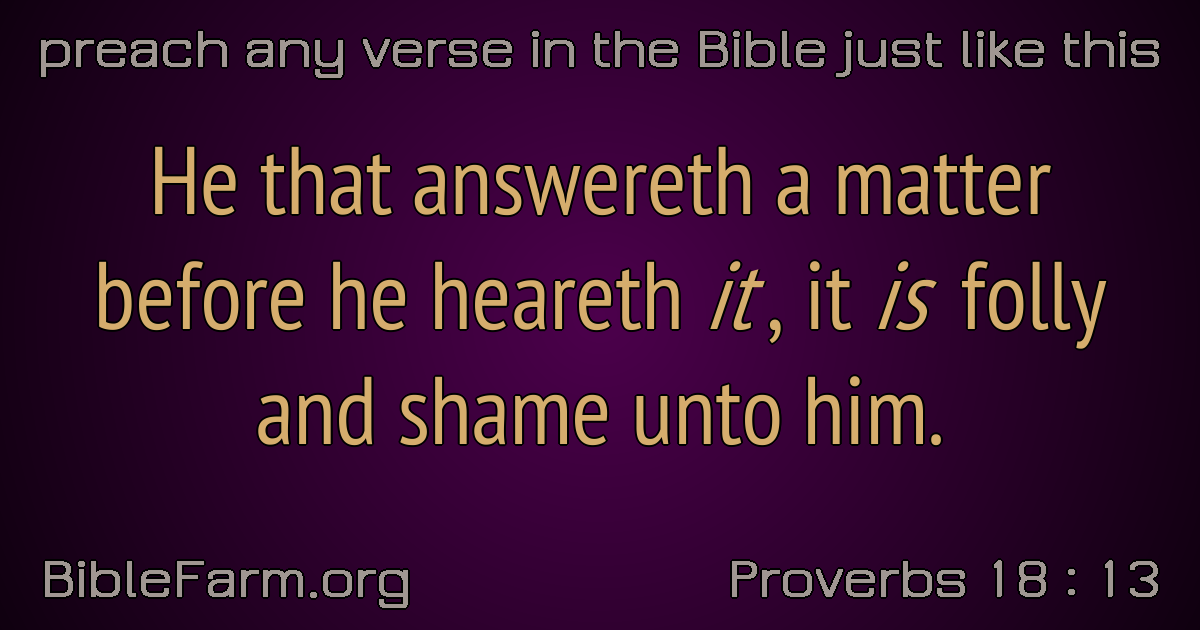 preach any verse in the Bible just like this
He that answereth a matter
before he heareth it, it is folly
and shame unto him.
BibleFarm.org
Proverbs 18 : 13